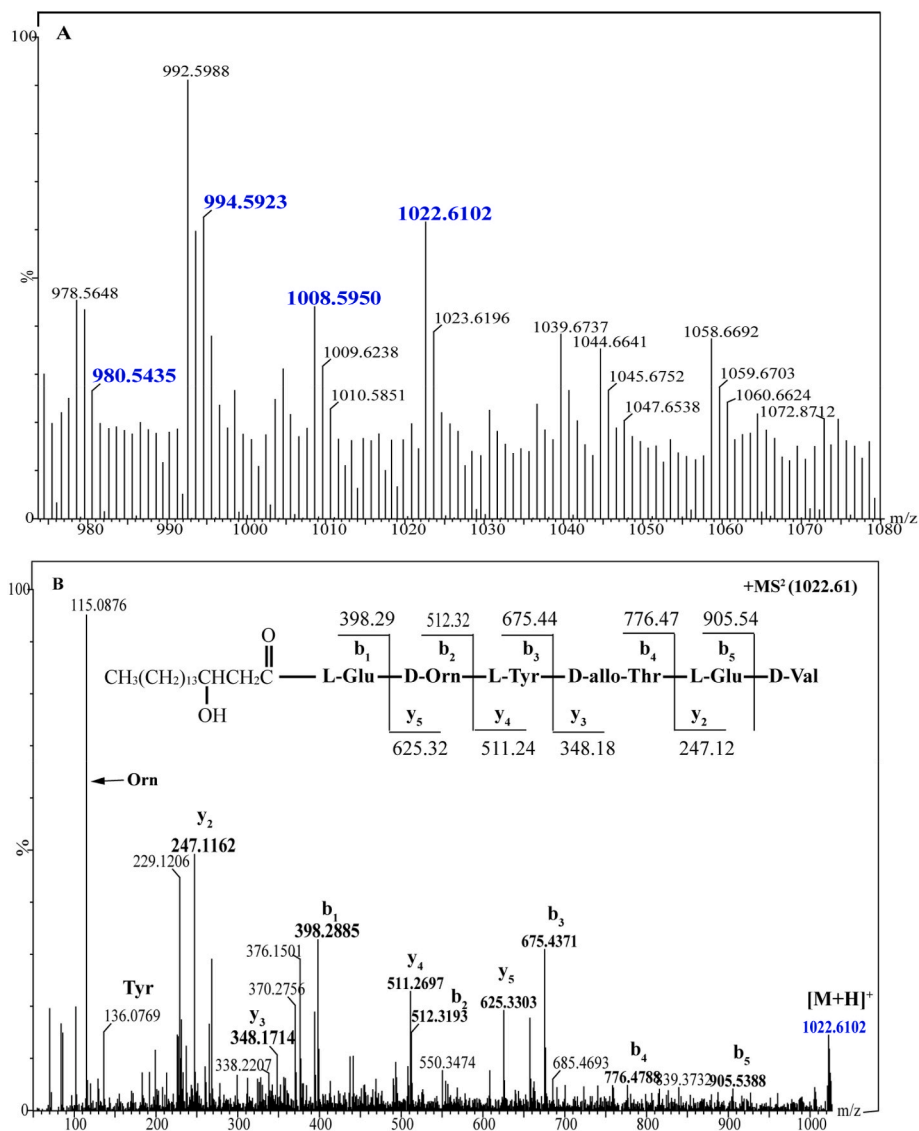 A
100
992.5988
994.5923
1022.6102
%
978.5648
1008.5950
980.5435
1023.6196
1009.6238
1010.5851
1039.6737
1044.6641
1058.6692
1045.6752
1059.6703
1047.6538
1060.6624
1072.8712
0
980 990 1000 1010 1020 1030 1040 1050 1060 1070 1080 m/z
B
+MS² (1022.61)
100
115.0876
398.29 512.32 675.44 776.47 905.54
b₁ b₂ b₃ b₄ b₅
O
CH₃(CH₂)₁₃CHCH₂C L-Glu D-Orn L-Tyr D-allo-Thr L-Glu D-Val
OH
y₅ y₄ y₃ y₂
625.32 511.24 348.18 247.12
Orn
%
y₂
247.1162
229.1206
b₁
398.2885
376.1501
370.2756
Tyr
136.0769
y₃
348.1714
338.2207
y₄
511.2697
b₂
512.3193
y₅
625.3303
550.3474
b₃
675.4371
685.4693
b₄
776.4788
839.3732
b₅
905.5388
[M+H]⁺
1022.6102
0
100 200 300 400 500 600 700 800 900 1000 m/z